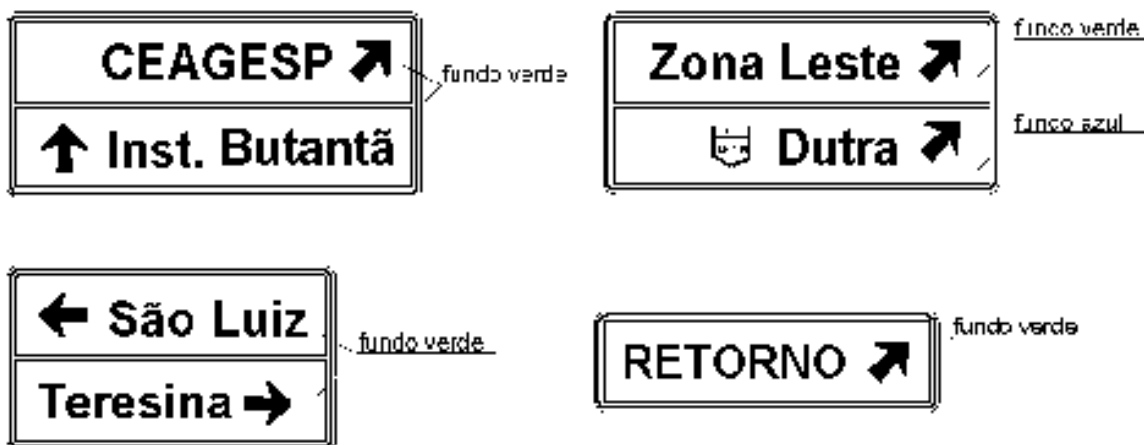 CEAGESP
Inst. Butantã
fundo verde
Zona Leste
Dutra
fundo verde
fundo azul
São Luiz
Teresina
fundo verde
RETORNO
fundo verde